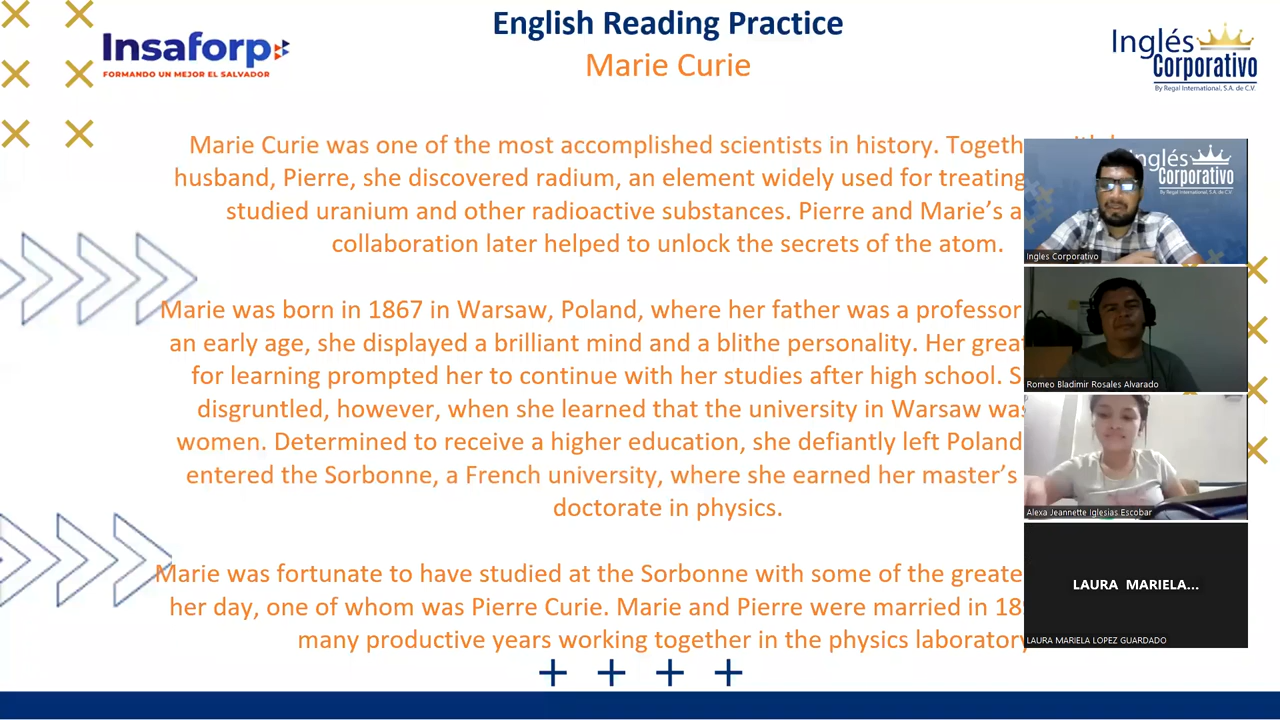 English Reading Practice
Marie Curie
Insaforp
FORMANDO UN MEJOR EL SALVADOR
Inglés
Corporativo
By Regal International, S.A. de C.V.
Marie Curie was one of the most accomplished scientists in history.
husband, Pierre, she discovered radium, an element widely used for treating
studied uranium and other radioactive substances. Pierre and Marie’s
collaboration later helped to unlock the secrets of the atom.
Marie was born in 1867 in Warsaw, Poland, where her father was a professor
an early age, she displayed a brilliant mind and a blithe personality. Her
for learning prompted her to continue with her studies after high school.
disgruntled, however, when she learned that the university in Warsaw
women. Determined to receive a higher education, she defiantly left Poland
entered the Sorbonne, a French university, where she earned her master’s
doctorate in physics.
Marie was fortunate to have studied at the Sorbonne with some of the
her day, one of whom was Pierre Curie. Marie and Pierre were married in
many productive years working together in the physics laboratory
Inglés
Corporativo
Inglés Corporativo
Romeo Bladimir Rosales Alvarado
Alexa Jeannette Iglesias Escobar
LAURA MARIELA...
LAURA MARIELA LOPEZ GUARDADO